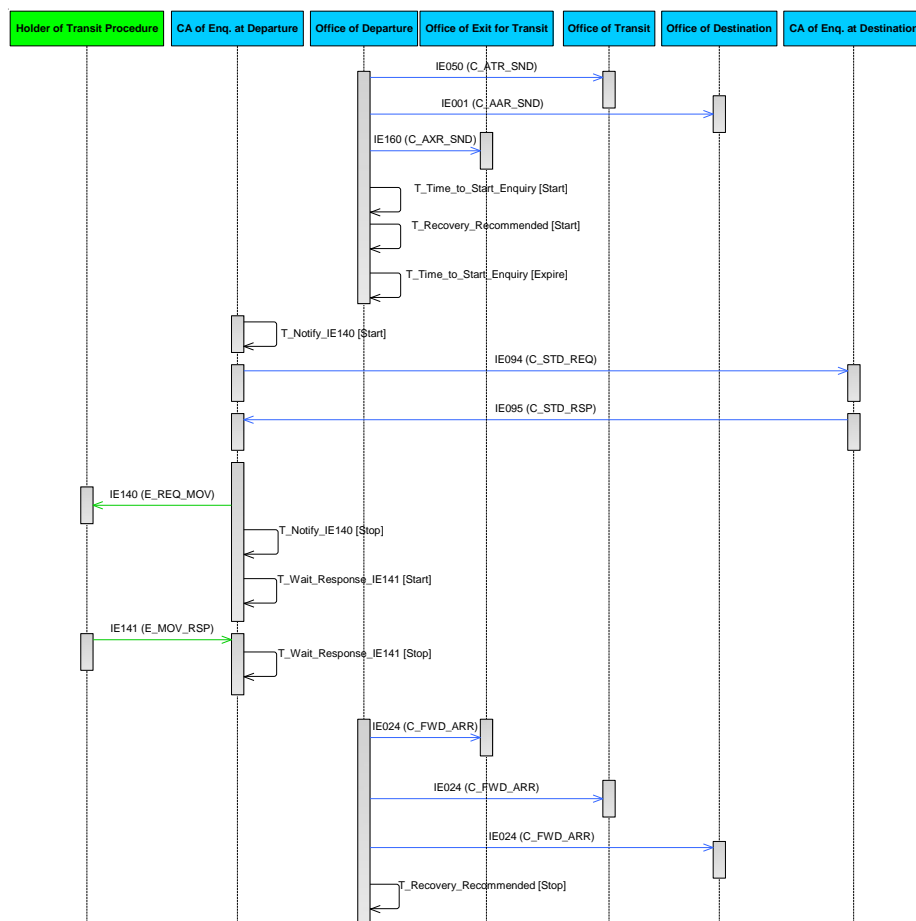 Holder of Transit Procedure
CA of Enq. at Departure
Office of Departure
Office of Exit for Transit
Office of Transit
Office of Destination
CA of Enq. at Destination
IE050 (C_ATR_SND)
IE001 (C_AAR_SND)
IE160 (C_AXR_SND)
T_Time_to_Start_Enquiry [Start]
T_Recovery_Recommended [Start]
T_Time_to_Start_Enquiry [Expire]
T_Notify_IE140 [Start]
IE094 (C_STD_REQ)
IE095 (C_STD_RSP)
IE140 (E_REQ_MOV)
T_Notify_IE140 [Stop]
T_Wait_Response_IE141 [Start]
IE141 (E_MOV_RSP)
T_Wait_Response_IE141 [Stop]
IE024 (C_FWD_ARR)
IE024 (C_FWD_ARR)
IE024 (C_FWD_ARR)
T_Recovery_Recommended [Stop]